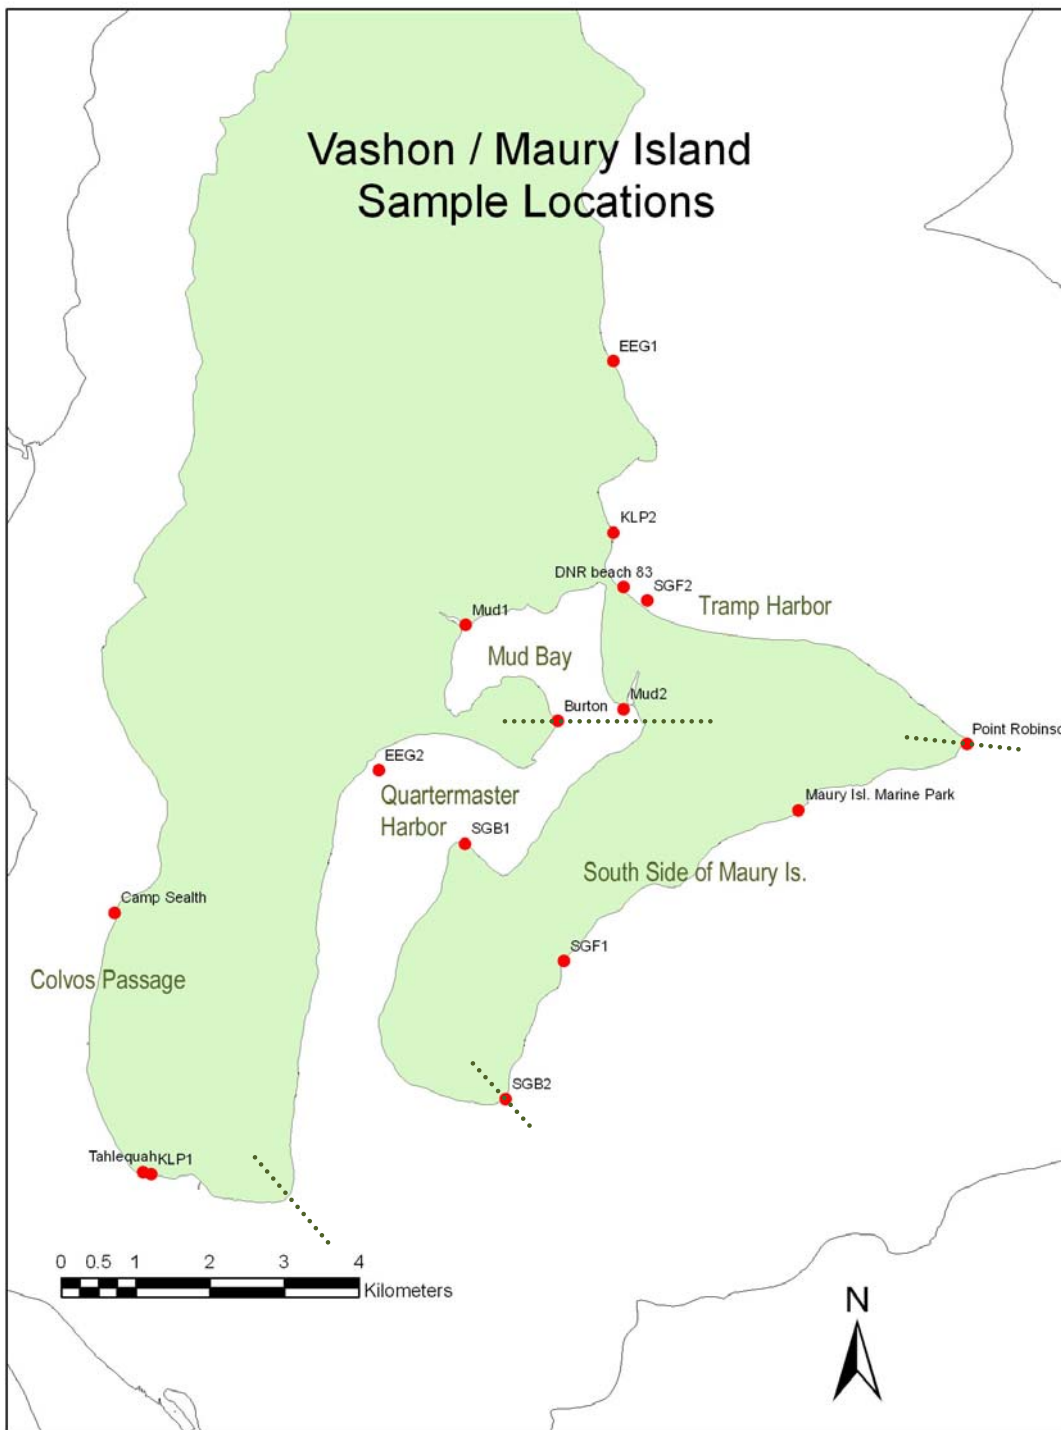 Vashon / Maury Island
Sample Locations
EEG1
KLP2
DNR beach 83
SGF2
Tramp Harbor
Mud1
Mud Bay
Mud2
Burton
Point Robinso
EEG2
Quartermaster
Harbor
Maury Isl. Marine Park
SGB1
South Side of Maury Is.
Camp Sealth
SGF1
Colvos Passage
SGB2
Tahlequah KLP1
0 0.5 1 2 3 4
Kilometers
N